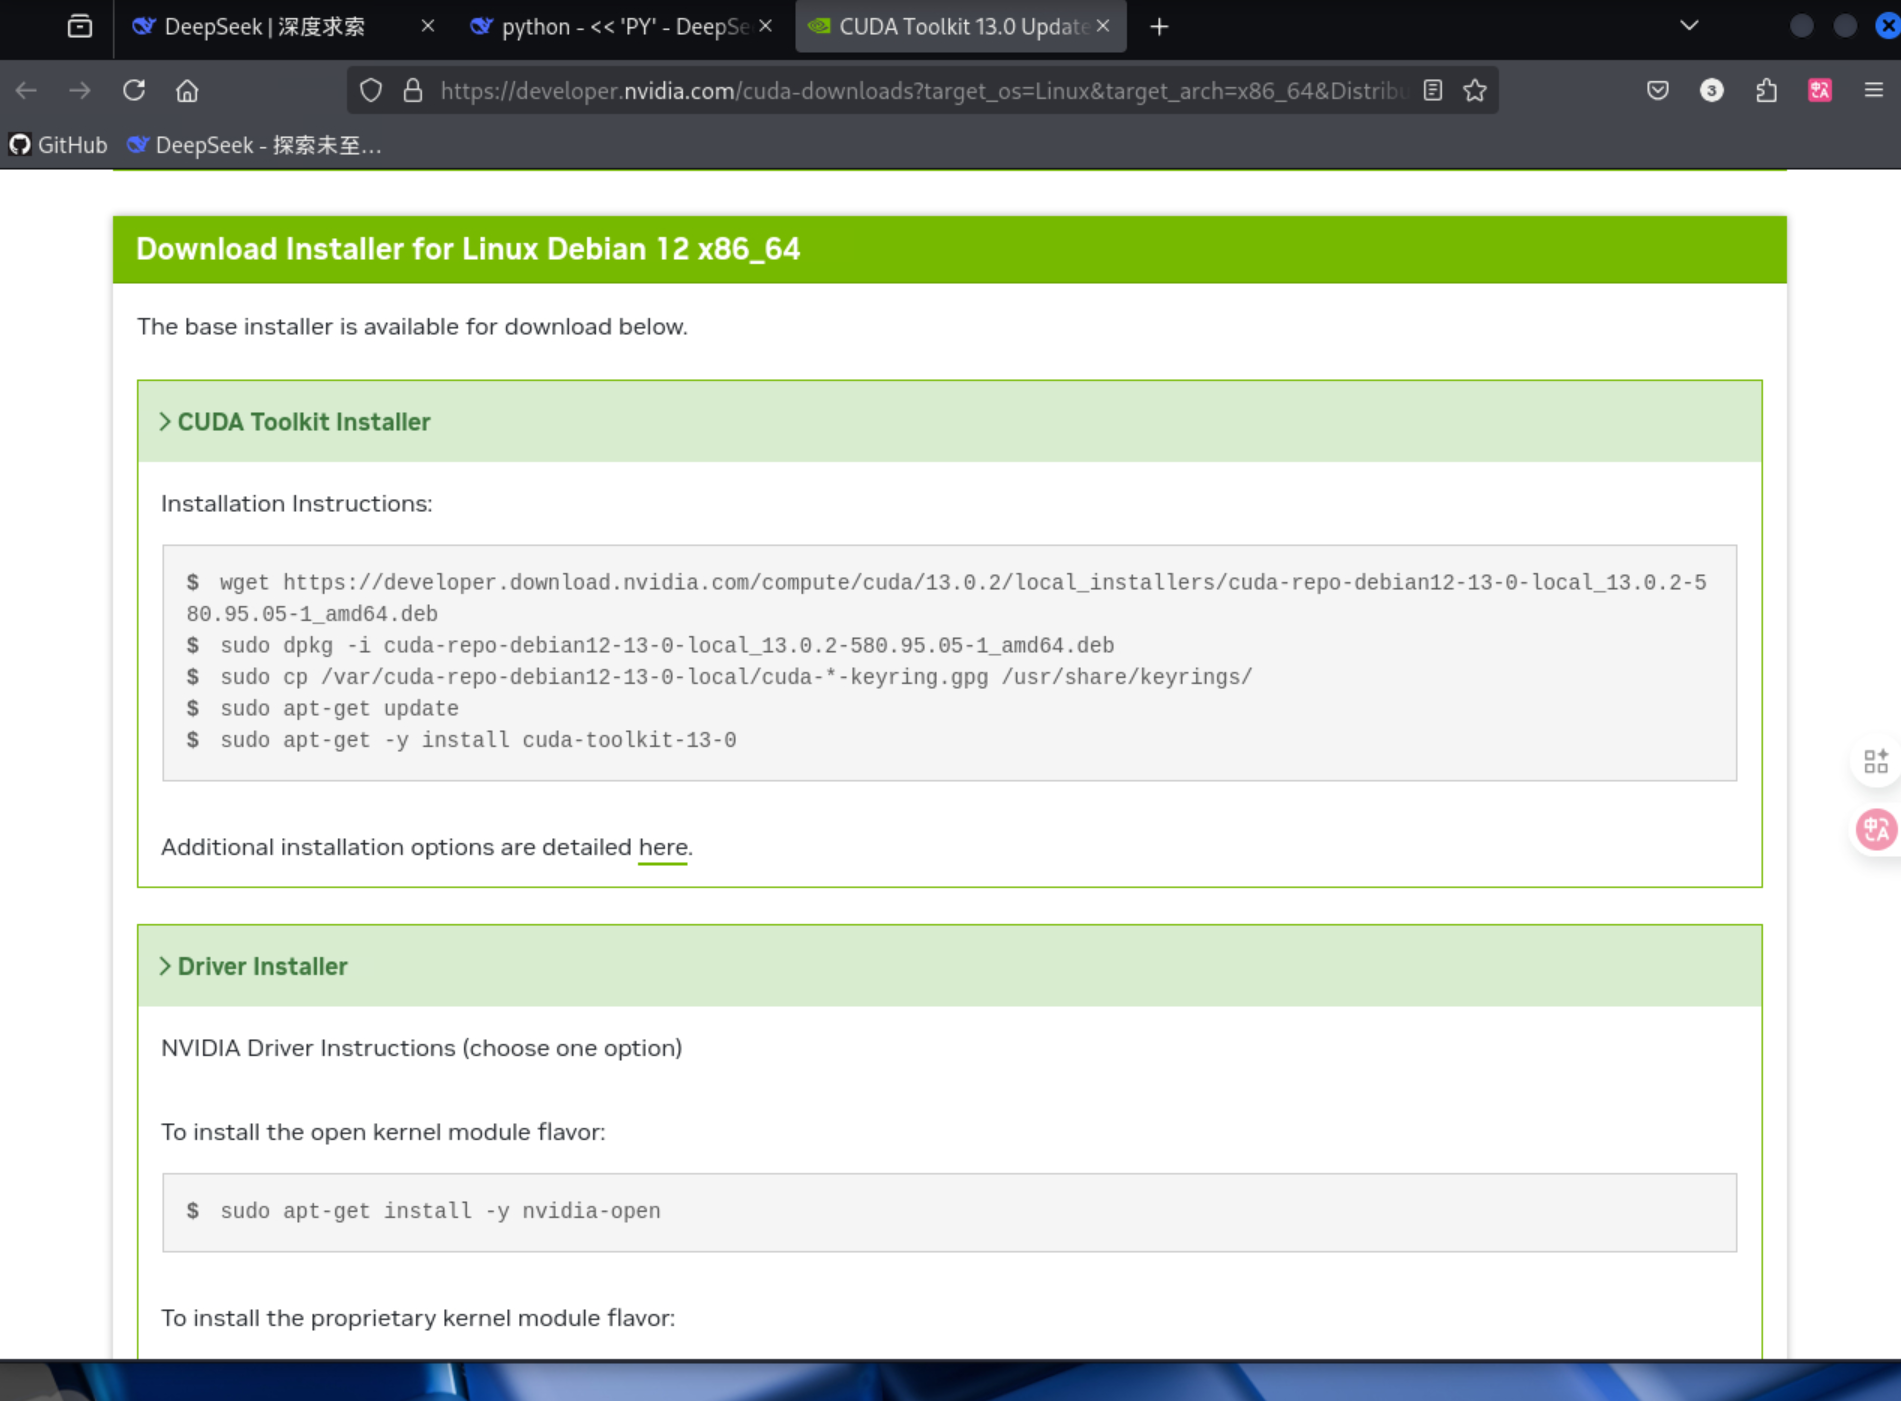 DeepSeek | 深度求索
python - << 'PY' - DeepSe
CUDA Toolkit 13.0 Update
https://developer.nvidia.com/cuda-downloads?target_os=Linux&target_arch=x86_64&Distribu
3
GitHub
DeepSeek - 探索未至...
Download Installer for Linux Debian 12 x86_64
The base installer is available for download below.
> CUDA Toolkit Installer
Installation Instructions:
$ wget https://developer.download.nvidia.com/compute/cuda/13.0.2/local_installers/cuda-repo-debian12-13-0-local_13.0.2-5
80.95.05-1_amd64.deb
$ sudo dpkg -i cuda-repo-debian12-13-0-local_13.0.2-580.95.05-1_amd64.deb
$ sudo cp /var/cuda-repo-debian12-13-0-local/cuda-*-keyring.gpg /usr/share/keyrings/
$ sudo apt-get update
$ sudo apt-get -y install cuda-toolkit-13-0
Additional installation options are detailed here.
> Driver Installer
NVIDIA Driver Instructions (choose one option)
To install the open kernel module flavor:
$ sudo apt-get install -y nvidia-open
To install the proprietary kernel module flavor: